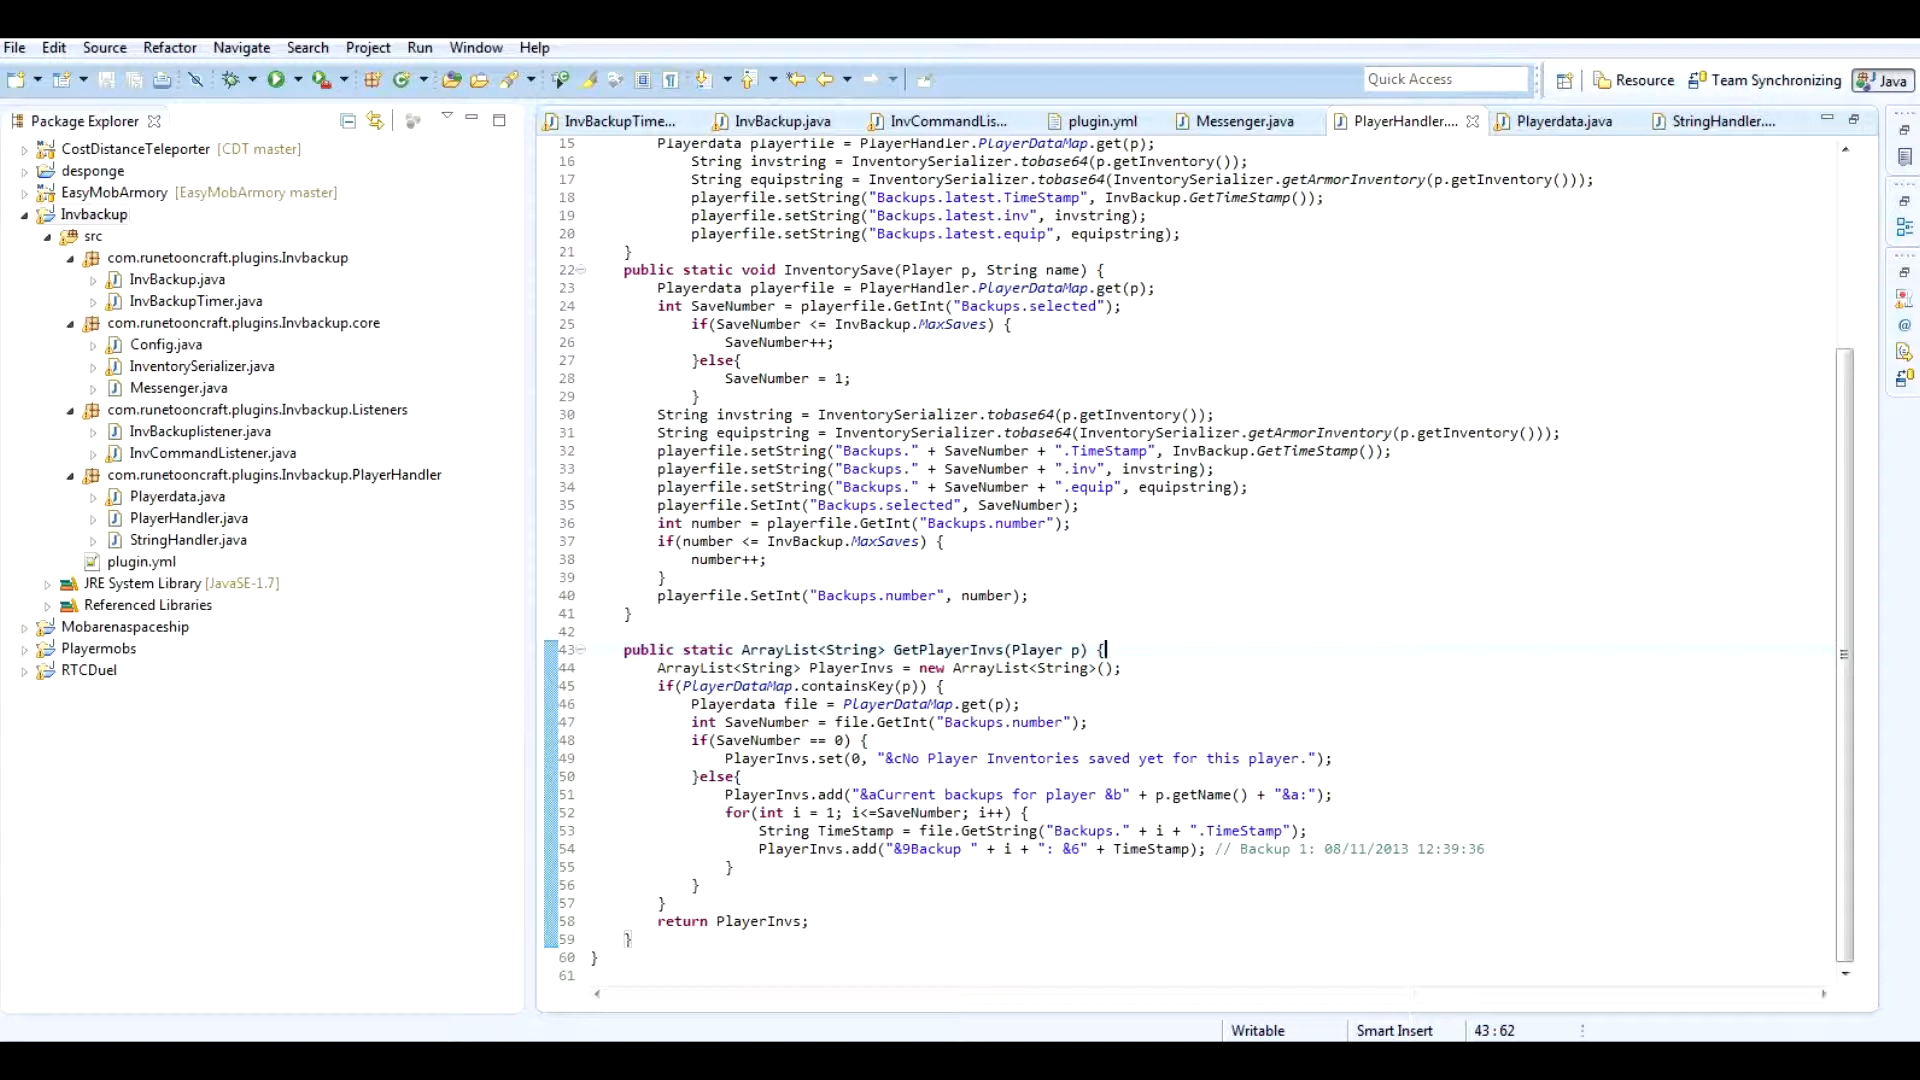 File Edit Source Refactor Navigate Search Project Run Window Help
Quick Access
Resource
Team Synchronizing
Java
Package Explorer
CostDistanceTeleporter [CDT master]
desponge
EasyMobArmory [EasyMobArmory master]
Invbackup
src
com.runetooncraft.plugins.Invbackup
InvBackup.java
InvBackupTimer.java
com.runetooncraft.plugins.Invbackup.core
Config.java
InventorySerializer.java
Messenger.java
com.runetooncraft.plugins.Invbackup.Listeners
InvBackuplistener.java
InvCommandListener.java
com.runetooncraft.plugins.Invbackup.PlayerHandler
Playerdata.java
PlayerHandler.java
StringHandler.java
plugin.yml
JRE System Library [JavaSE-1.7]
Referenced Libraries
Mobarenaspaceship
Playermobs
RTCDuel
InvBackupTime... InvBackup.java InvCommandLis... plugin.yml Messenger.java PlayerHandler.... Playerdata.java StringHandler....
15 Playerdata playerfile = PlayerHandler.PlayerDataMap.get(p);
16 String invstring = InventorySerializer.tobase64(p.getInventory());
17 String equipstring = InventorySerializer.tobase64(InventorySerializer.getArmorInventory(p.getInventory()));
18 playerfile.setString("Backups.latest.TimeStamp", InvBackup.GetTimeStamp());
19 playerfile.setString("Backups.latest.inv", invstring);
20 playerfile.setString("Backups.latest.equip", equipstring);
21 }
22 public static void InventorySave(Player p, String name) {
23 Playerdata playerfile = PlayerHandler.PlayerDataMap.get(p);
24 int SaveNumber = playerfile.GetInt("Backups.selected");
25 if(SaveNumber <= InvBackup.MaxSaves) {
26 SaveNumber++;
27 }else{
28 SaveNumber = 1;
29 }
30 String invstring = InventorySerializer.tobase64(p.getInventory());
31 String equipstring = InventorySerializer.tobase64(InventorySerializer.getArmorInventory(p.getInventory()));
32 playerfile.setString("Backups." + SaveNumber + ".TimeStamp", InvBackup.GetTimeStamp());
33 playerfile.setString("Backups." + SaveNumber + ".inv", invstring);
34 playerfile.setString("Backups." + SaveNumber + ".equip", equipstring);
35 playerfile.SetInt("Backups.selected", SaveNumber);
36 int number = playerfile.GetInt("Backups.number");
37 if(number <= InvBackup.MaxSaves) {
38 number++;
39 }
40 playerfile.SetInt("Backups.number", number);
41 }
42
43 public static ArrayList<String> GetPlayerInvs(Player p) {
44 ArrayList<String> PlayerInvs = new ArrayList<String>();
45 if(PlayerDataMap.containsKey(p)) {
46 Playerdata file = PlayerDataMap.get(p);
47 int SaveNumber = file.GetInt("Backups.number");
48 if(SaveNumber == 0) {
49 PlayerInvs.set(0, "&cNo Player Inventories saved yet for this player.");
50 }else{
51 PlayerInvs.add("&aCurrent backups for player &b" + p.getName() + "&a:");
52 for(int i = 1; i<=SaveNumber; i++) {
53 String TimeStamp = file.GetString("Backups." + i + ".TimeStamp");
54 PlayerInvs.add("&9Backup " + i + ": &6" + TimeStamp); // Backup 1: 08/11/2013 12:39:36
55 }
56 }
57 }
58 return PlayerInvs;
59 }
60 }
61
Writable Smart Insert 43 : 62